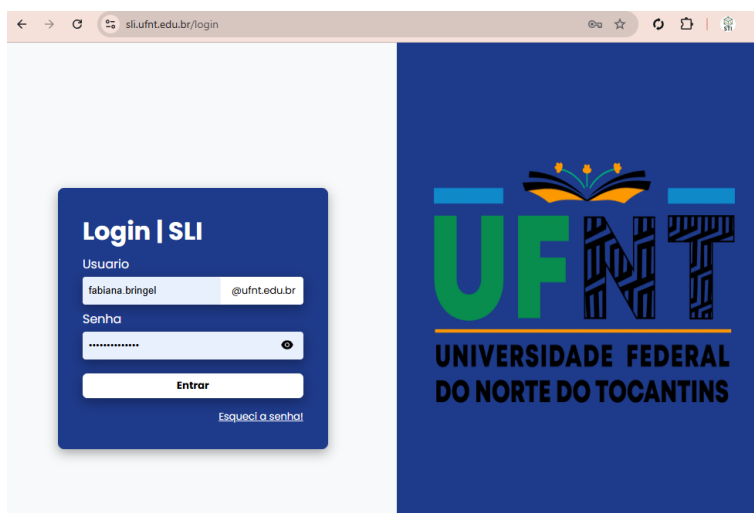 sli.ufnt.edu.br/login
Login | SLI
Usuario
fabiana.bringel @ufnt.edu.br
Senha
••••••••••••••
Entrar
Esqueci a senha!
UFNT
UNIVERSIDADE FEDERAL
DO NORTE DO TOCANTINS